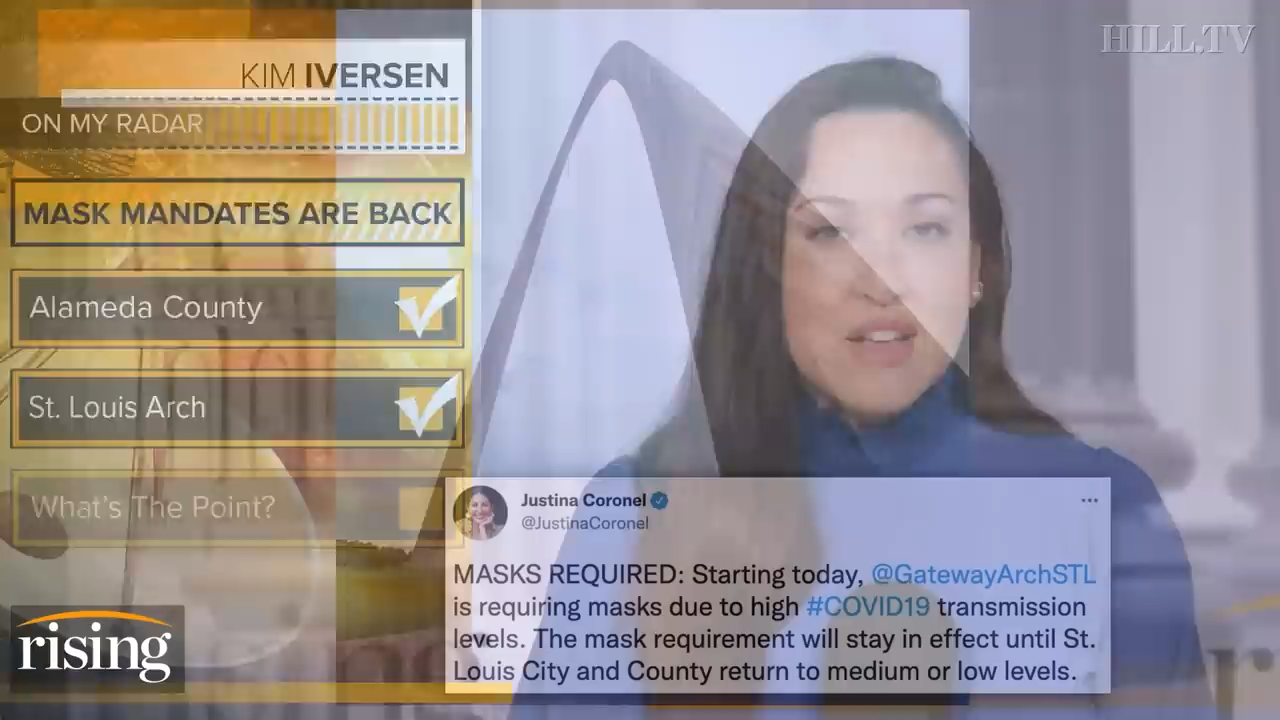 HILL.TV
KIM IVERSEN
ON MY RADAR
MASK MANDATES ARE BACK
Alameda County
St. Louis Arch
What's The Point?
rising
Justina Coronel
@JustinaCoronel
MASKS REQUIRED: Starting today, @GatewayArchSTL
is requiring masks due to high #COVID19 transmission
levels. The mask requirement will stay in effect until St.
Louis City and County return to medium or low levels.